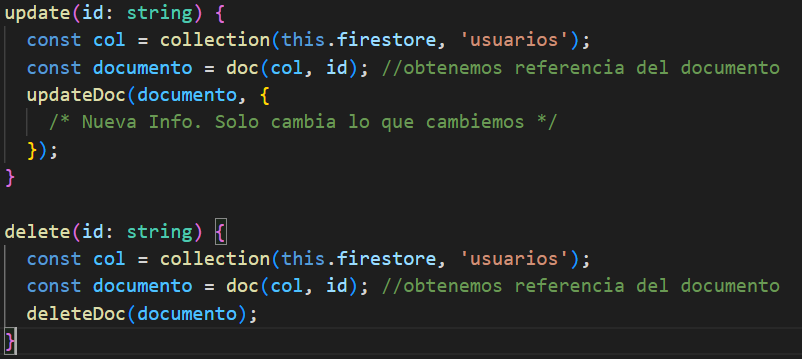 update(id: string) {
  const col = collection(this.firestore, 'usuarios');
  const documento = doc(col, id); //obtenemos referencia del documento
  updateDoc(documento, {
    /* Nueva Info. Solo cambia lo que cambiemos */
  });
}

delete(id: string) {
  const col = collection(this.firestore, 'usuarios');
  const documento = doc(col, id); //obtenemos referencia del documento
  deleteDoc(documento);
}